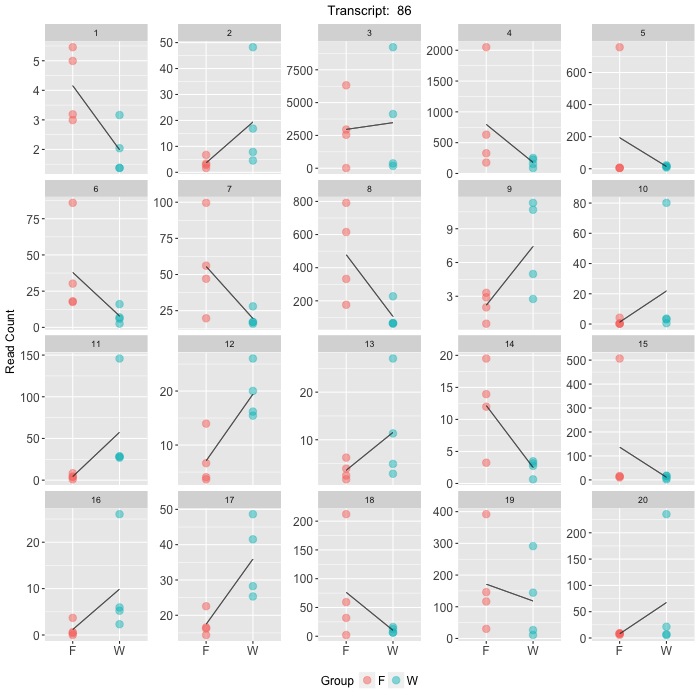 Transcript: 86
1 2 3 4 5
5 4 3 2
50 40 30 20 10 0
7500 5000 2500 0
2000 1500 1000 500 0
600 400 200 0
6 7 8 9 10
75 50 25 0
100 75 50 25
800 600 400 200
9 6 3
80 60 40 20 0
Read Count
11 12 13 14 15
150 100 50 0
20 10
20 10
20 15 10 5 0
500 400 300 200 100 0
16 17 18 19 20
20 10 0
50 40 30 20
200 150 100 50 0
400 300 200 100 0
200 150 100 50 0
F W F W F W F W F W
Group F W